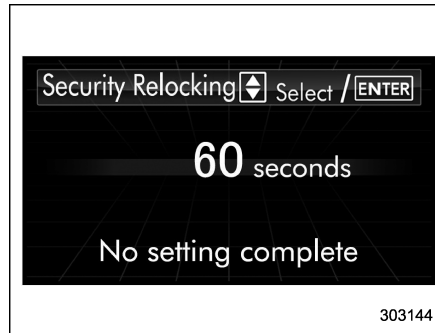 Security Relocking Select / ENTER
60 seconds
No setting complete
303144